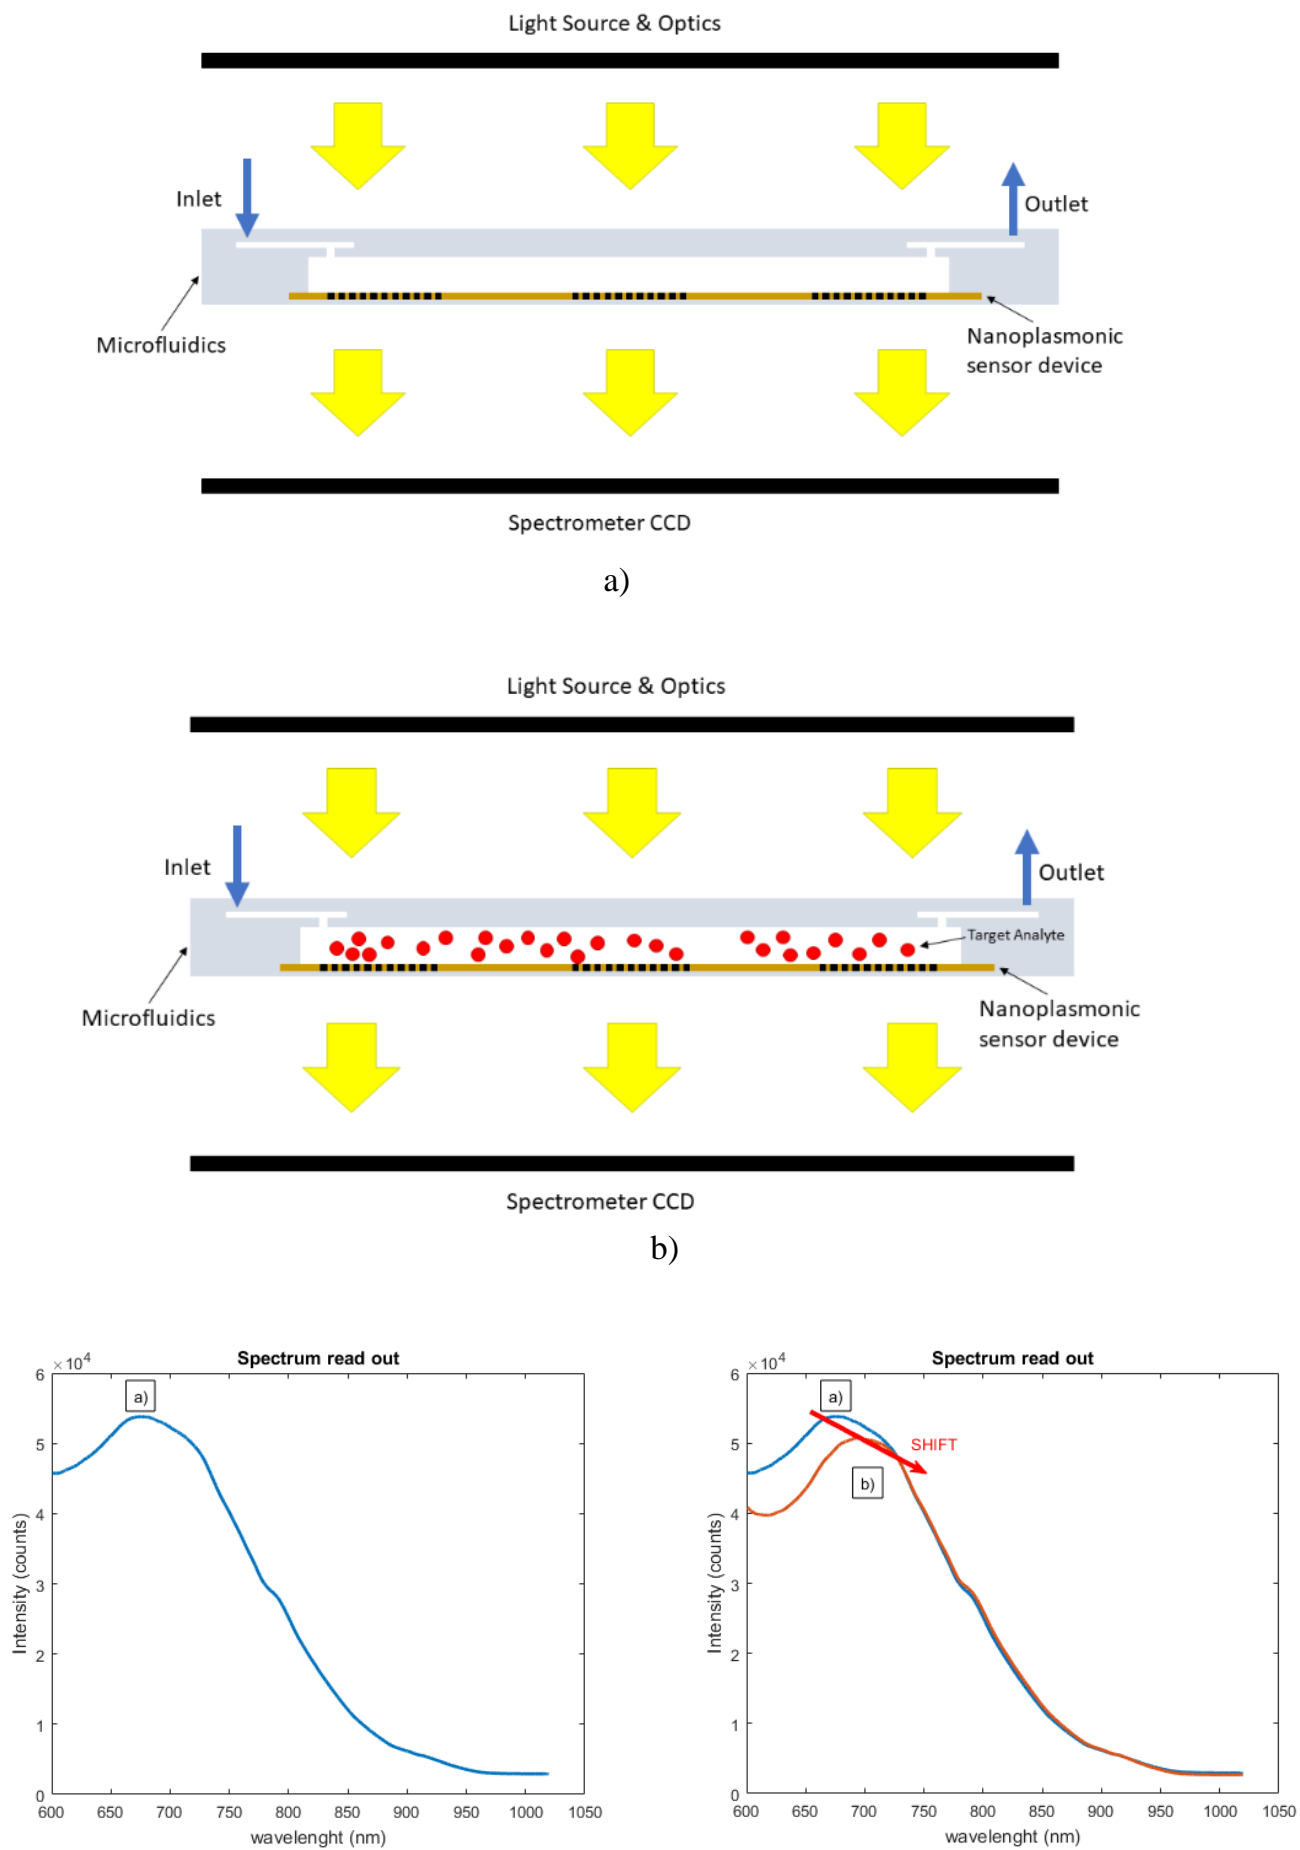 Light Source & Optics
Inlet
Outlet
Microfluidics
Nanoplasmonic
sensor device
Spectrometer CCD
a)
Light Source & Optics
Inlet
Outlet
Target Analyte
Microfluidics
Nanoplasmonic
sensor device
Spectrometer CCD
b)
Spectrum read out
×10⁴
a)
6
5
4
3
2
1
0
Intensity (counts)
600 650 700 750 800 850 900 950 1000 1050
wavelenght (nm)
Spectrum read out
×10⁴
a)
SHIFT
b)
6
5
4
3
2
1
0
Intensity (counts)
600 650 700 750 800 850 900 950 1000 1050
wavelenght (nm)